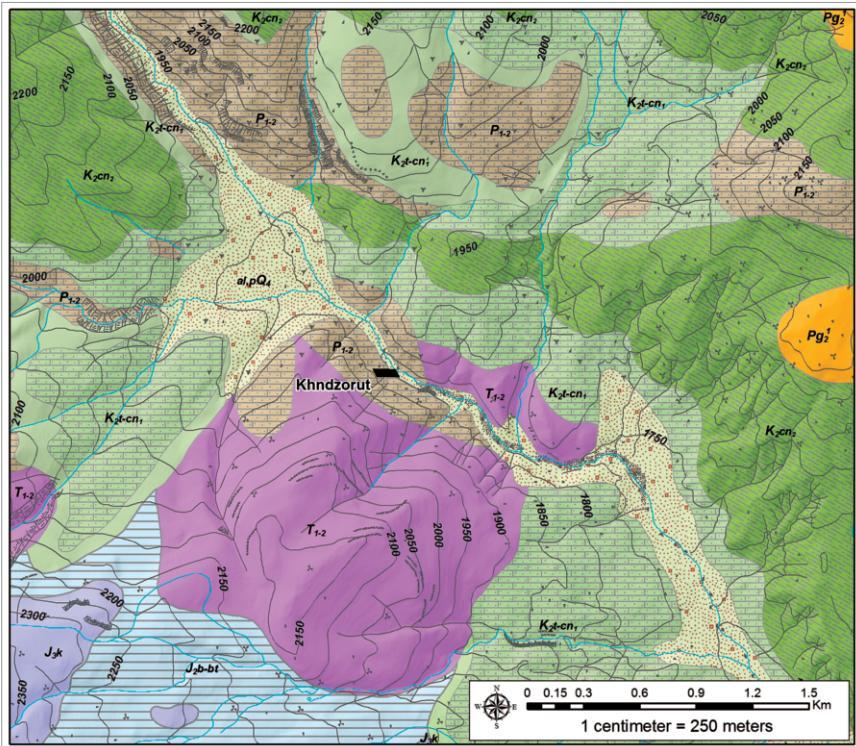 2150
K₂cn₂
2150
2100
2050
Pg₂¹
2200
2100
2050
2000
1950
2150
2200
2100
2050
P₁₋₂
P₁₋₂
K₂cn₂
K₂t-cn₁
2000
2050
2100
2150
K₂t-cn₁
K₂t-cn₁
K₂cn₂
P₁₋₂
1950
2000
al,pQ₄
P₁₋₂
P₁₋₂
Pg₂¹
Khndzorut
T₁₋₂
K₂t-cn₁
2100
K₂t-cn₁
K₂cn₂
1750
T₁₋₂
1850
1800
T₁₋₂
2100
2050
2000
1950
1900
2150
2200
2300
2150
K₂t-cn₁
J₃k
2250
J₂b-bt
2350
J₃k
N
W E
S
0 0.15 0.3 0.6 0.9 1.2 1.5
Km
1 centimeter = 250 meters